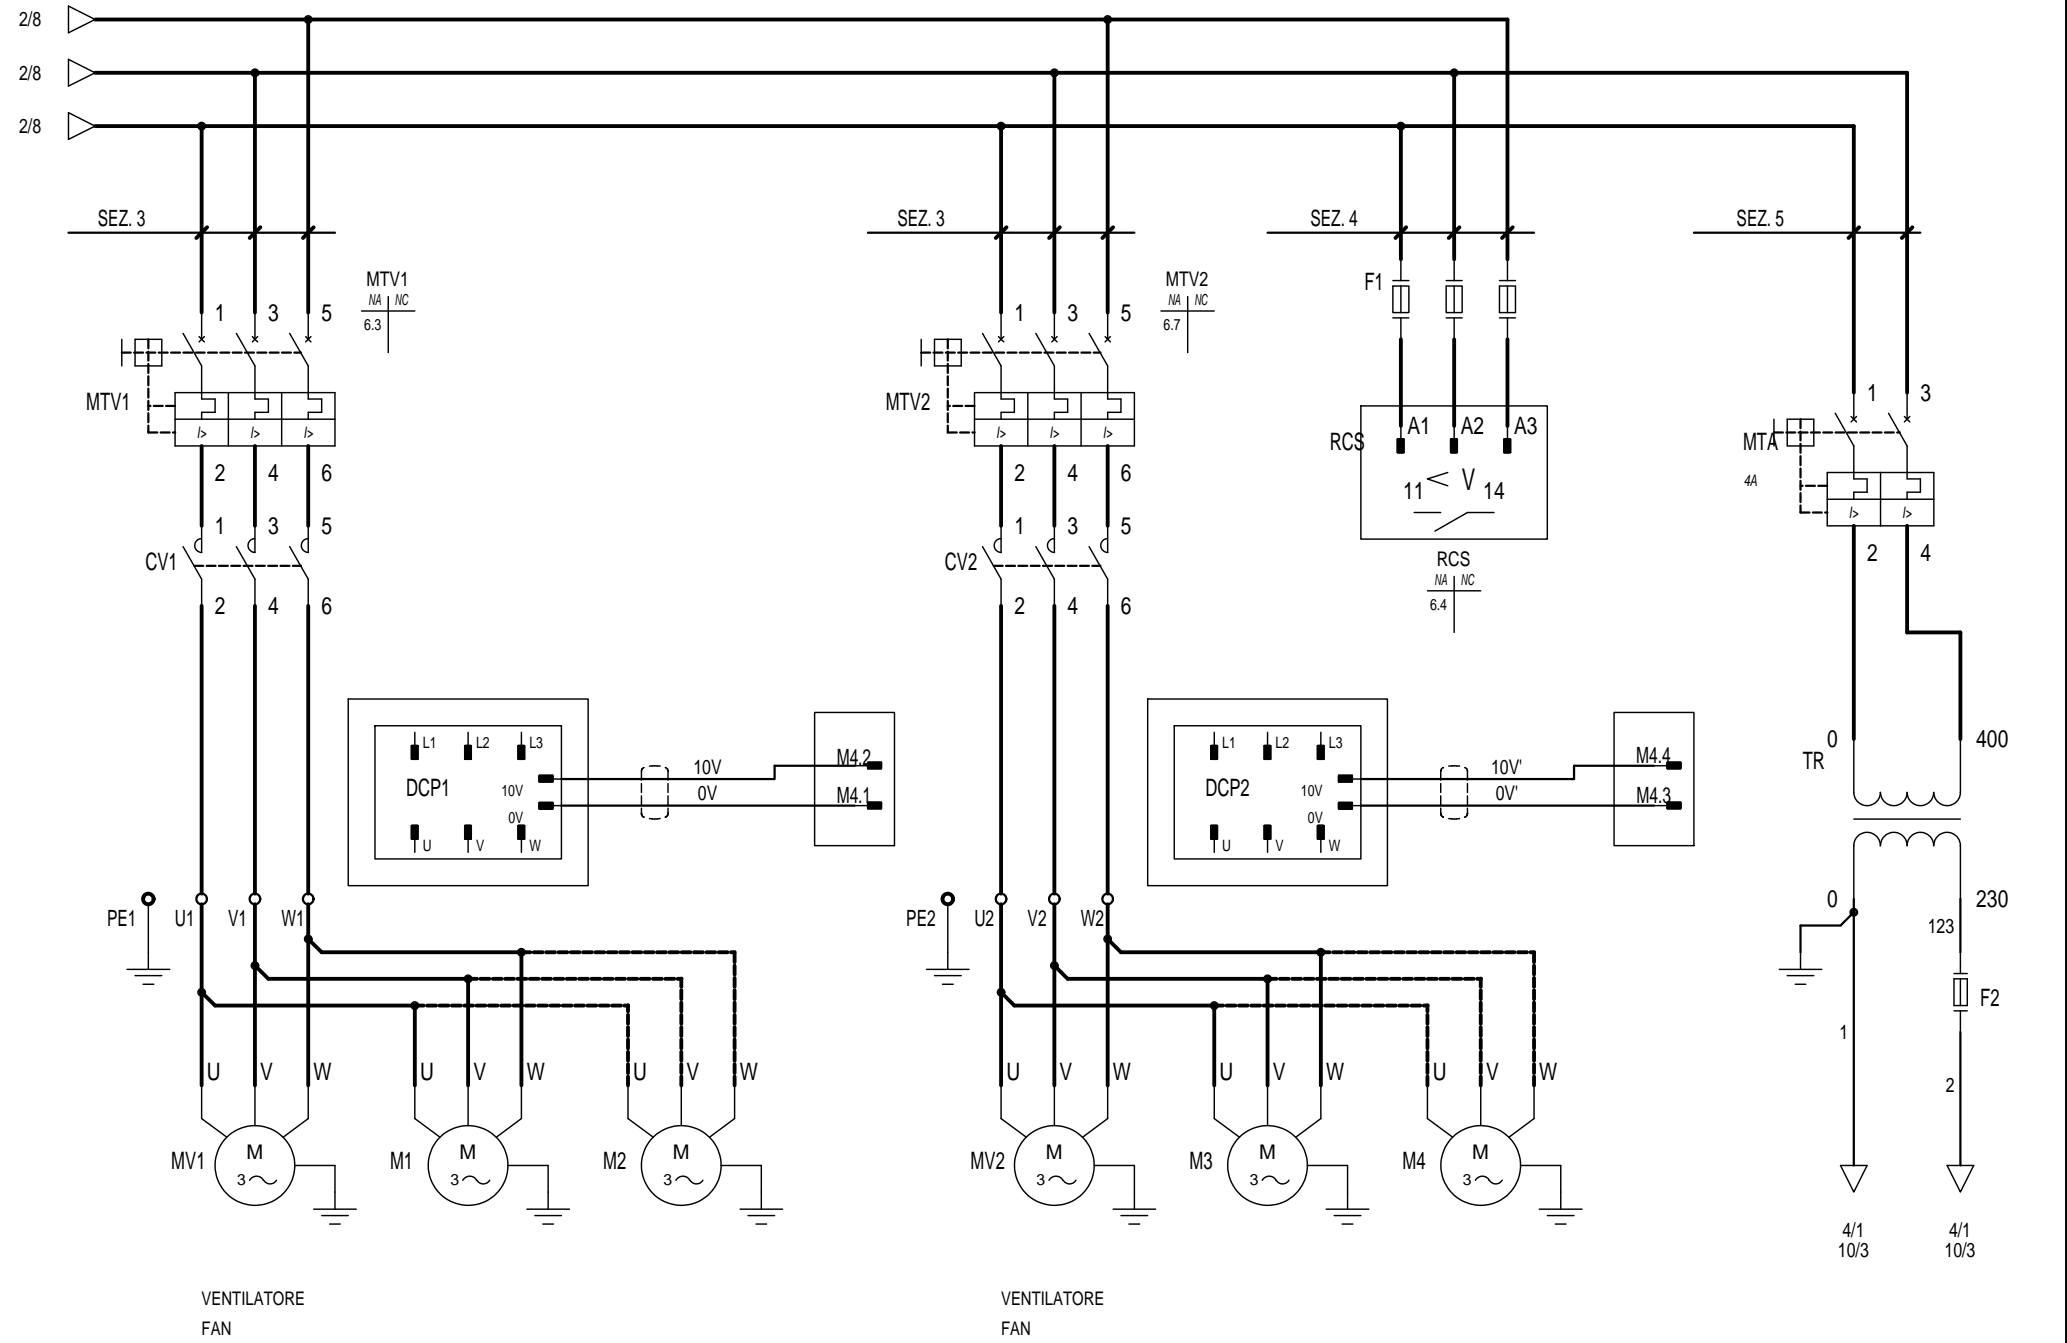 2/8
2/8
2/8
SEZ. 3
SEZ. 3
SEZ. 4
SEZ. 5
MTV1
NA NC
6.3
MTV2
NA NC
6.7
F1
1 3 5
1 3 5
MTV1
I> I> I>
MTV2
I> I> I>
RCS
A1 A2 A3
< V
11 14
1 3
MTA
4A
I> I>
2 4 6
2 4 6
1 3 5
1 3 5
CV1
CV2
RCS
NA NC
6.4
2 4
2 4 6
2 4 6
L1 L2 L3
DCP1
10V
0V
U V W
10V
0V
M4.2
M4.1
L1 L2 L3
DCP2
10V
0V
U V W
10V'
0V'
M4.4
M4.3
0 400
TR
0 230
PE1 U1 V1 W1
PE2 U2 V2 W2
123
F2
1
2
U V W
U V W
U V W
U V W
U V W
U V W
MV1
M
3
M1
M
3
M2
M
3
MV2
M
3
M3
M
3
M4
M
3
4/1
10/3
4/1
10/3
VENTILATORE
FAN
VENTILATORE
FAN